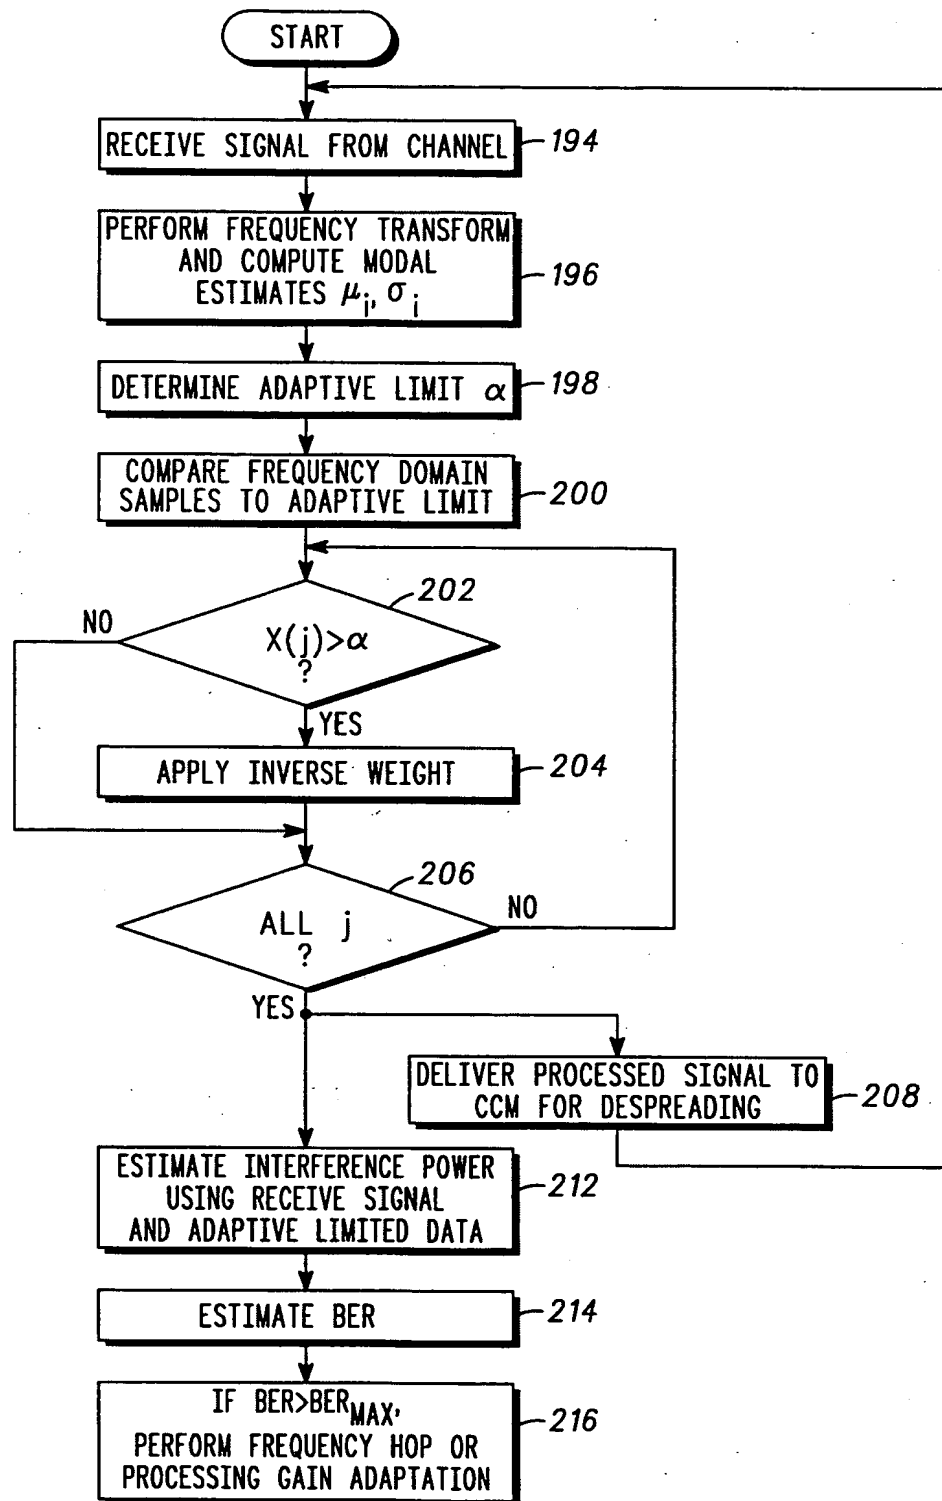 START
RECEIVE SIGNAL FROM CHANNEL
194
PERFORM FREQUENCY TRANSFORM
AND COMPUTE MODAL
ESTIMATES μi, σi
196
DETERMINE ADAPTIVE LIMIT α
198
COMPARE FREQUENCY DOMAIN
SAMPLES TO ADAPTIVE LIMIT
200
202
NO
X(j)>α
?
YES
APPLY INVERSE WEIGHT
204
206
ALL j
?
NO
YES
DELIVER PROCESSED SIGNAL TO
CCM FOR DESPREADING
208
ESTIMATE INTERFERENCE POWER
USING RECEIVE SIGNAL
AND ADAPTIVE LIMITED DATA
212
ESTIMATE BER
214
IF BER>BERMAX,
PERFORM FREQUENCY HOP OR
PROCESSING GAIN ADAPTATION
216